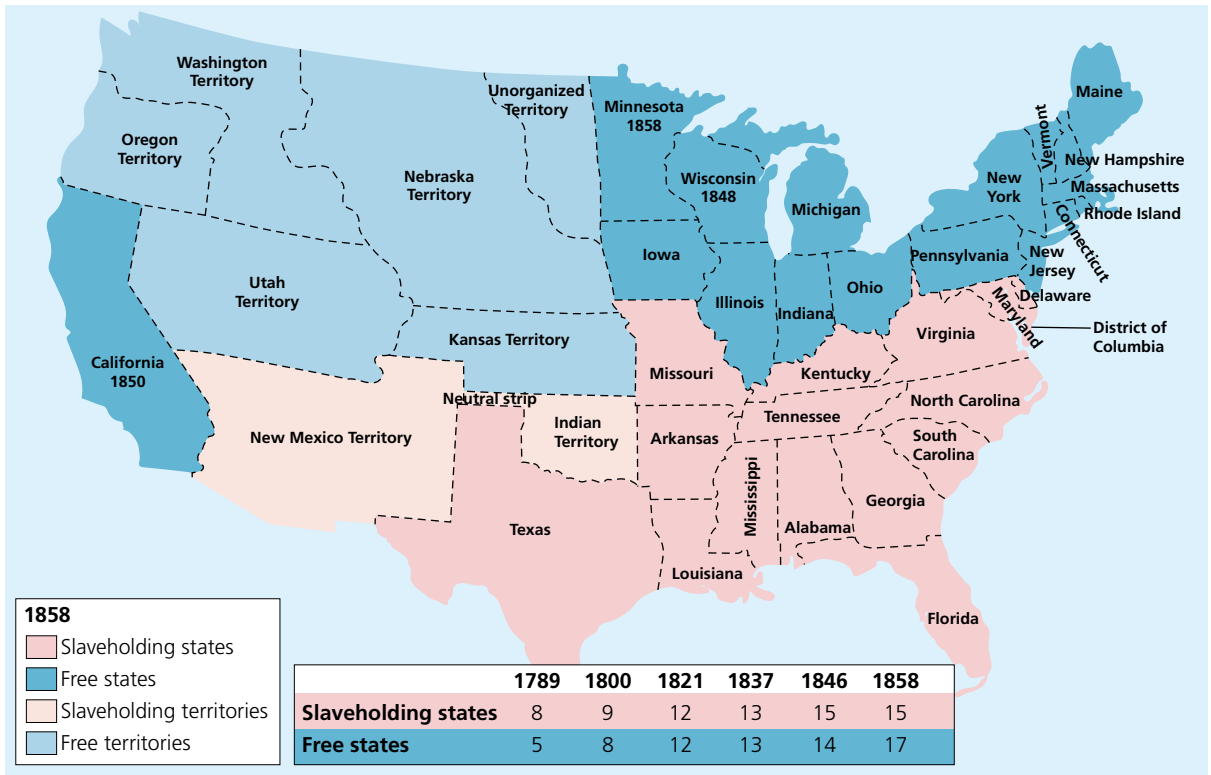 Washington
Territory
Oregon
Territory
Nebraska
Territory
Unorganized
Territory
Minnesota
1858
Wisconsin
1848
Michigan
Iowa
Illinois
Indiana
Ohio
Pennsylvania
New
York
Vermont
Maine
New Hampshire
Massachusetts
Rhode Island
Connecticut
New
Jersey
Delaware
Maryland
District of
Columbia
Utah
Territory
California
1850
Kansas Territory
Neutral strip
New Mexico Territory
Indian
Territory
Missouri
Kentucky
Virginia
North Carolina
Tennessee
Arkansas
South
Carolina
Mississippi
Alabama
Georgia
Texas
Louisiana
Florida
1858
Slaveholding states
Free states
Slaveholding territories
Free territories
1789 1800 1821 1837 1846 1858
Slaveholding states 8 9 12 13 15 15
Free states 5 8 12 13 14 17